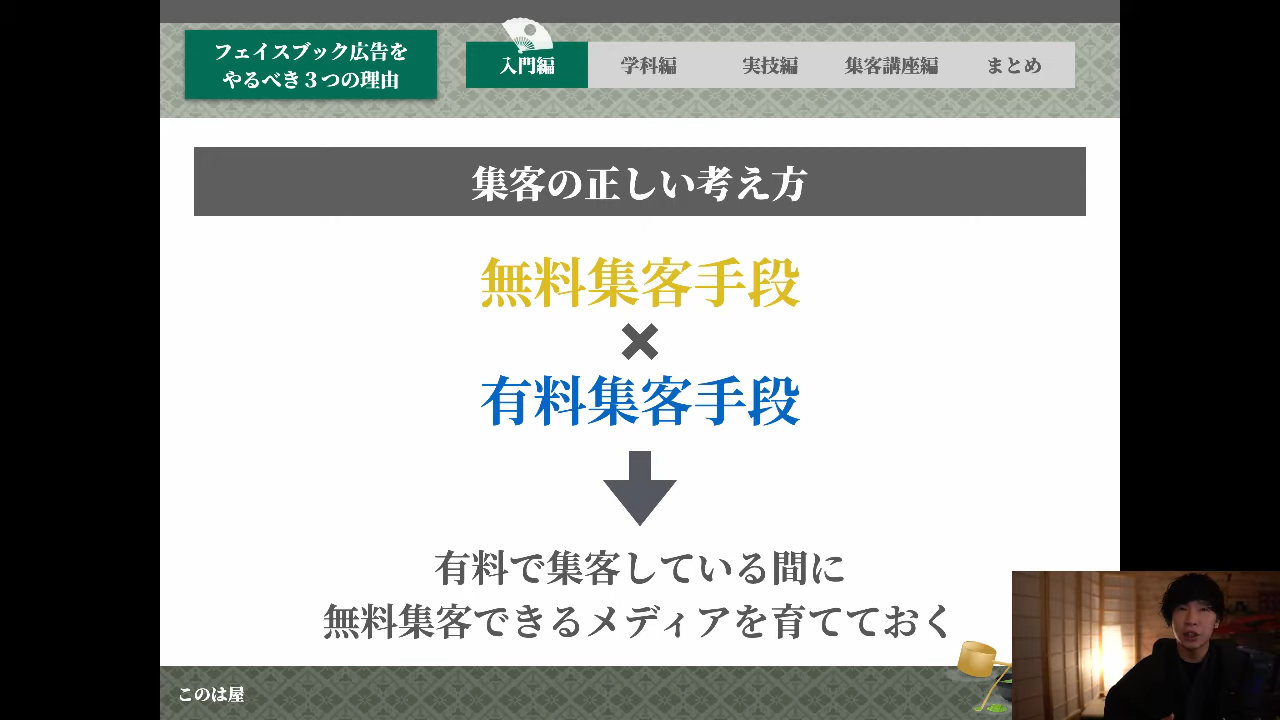 フェイスブック広告を
やるべき３つの理由
入門編
学科編
実技編
集客講座編
まとめ
集客の正しい考え方
無料集客手段
×
有料集客手段
有料で集客している間に
無料集客できるメディアを育てておく
このは屋